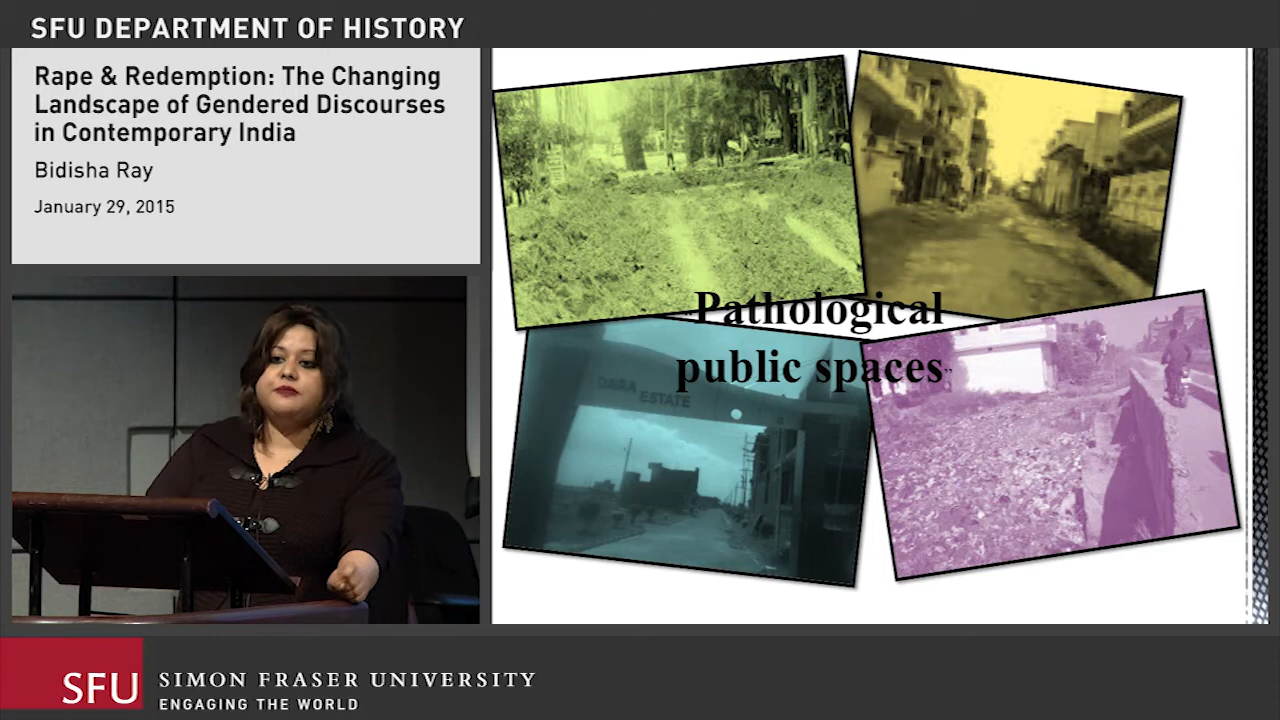 SFU DEPARTMENT OF HISTORY
Rape & Redemption: The Changing
Landscape of Gendered Discourses
in Contemporary India
Bidisha Ray
January 29, 2015
Pathological
public spaces
DARA
ESTATE
SFU
SIMON FRASER UNIVERSITY
ENGAGING THE WORLD